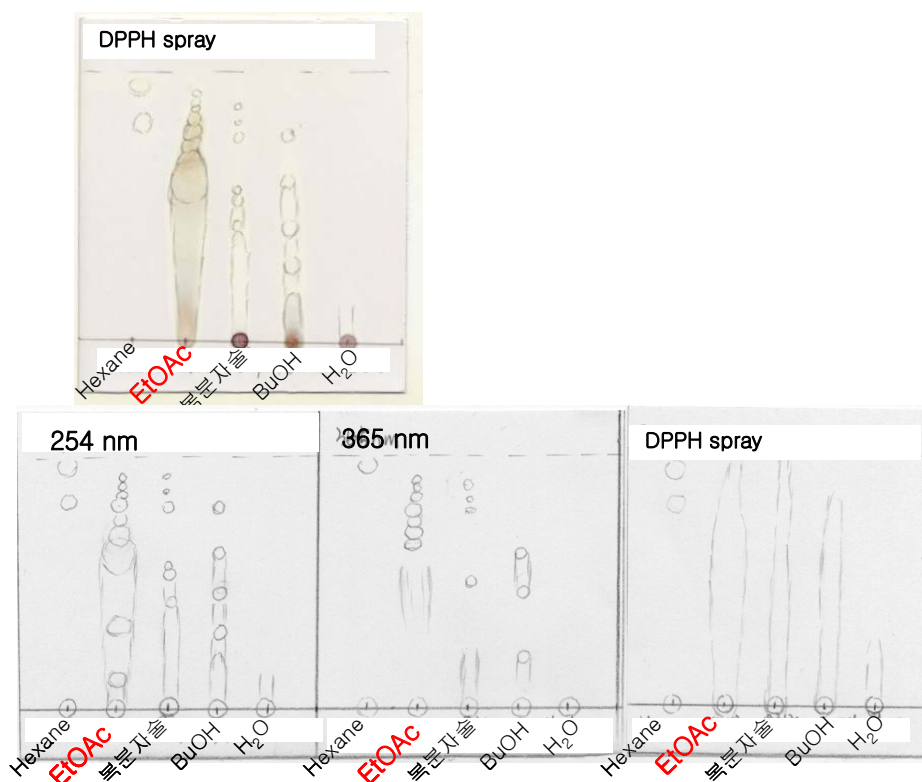 DPPH spray
Hexane
EtOAc
복분자술
BuOH
H₂O
254 nm
365 nm
DPPH spray
Hexane
EtOAc
복분자술
BuOH
H₂O
Hexane
EtOAc
복분자술
BuOH
H₂O
Hexane
EtOAc
복분자술
BuOH
H₂O